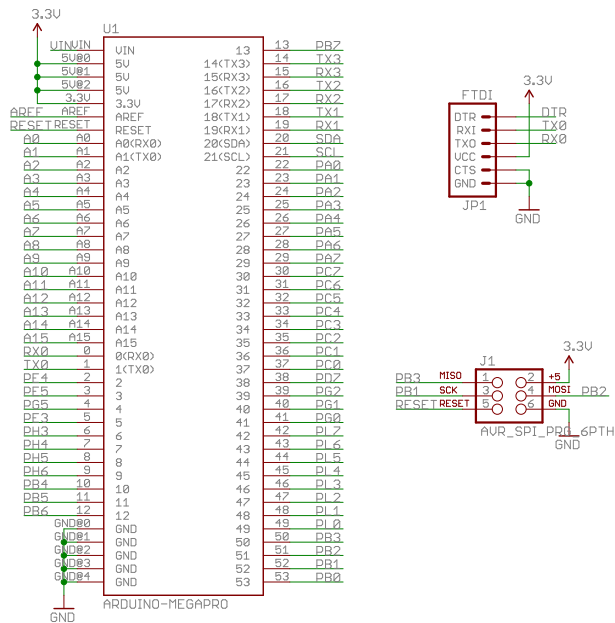 3.3V
U1
VIN VIN VIN 13 13 PB7
5V@0 5V 14(TX3) 14 TX3
5V@1 5V 15(RX3) 15 RX3
5V@2 5V 16(TX2) 16 TX2
3.3V 3.3V 17(RX2) 17 RX2
AREF AREF AREF 18(TX1) 18 TX1
RESET RESET RESET 19(RX1) 19 RX1
A0 A0 A0(RX0) 20(SDA) 20 SDA
A1 A1 A1(TX0) 21(SCL) 21 SCL
A2 A2 A2 22 22 PA0
A3 A3 A3 23 23 PA1
A4 A4 A4 24 24 PA2
A5 A5 A5 25 25 PA3
A6 A6 A6 26 26 PA4
A7 A7 A7 27 27 PA5
A8 A8 A8 28 28 PA6
A9 A9 A9 29 29 PA7
A10 A10 A10 30 30 PC7
A11 A11 A11 31 31 PC6
A12 A12 A12 32 32 PC5
A13 A13 A13 33 33 PC4
A14 A14 A14 34 34 PC3
A15 A15 A15 35 35 PC2
RX0 0 0(RX0) 36 36 PC1
TX0 1 1(TX0) 37 37 PC0
PE4 2 2 38 38 PD7
PE5 3 3 39 39 PG2
PG5 4 4 40 40 PG1
PE3 5 5 41 41 PG0
PH3 6 6 42 42 PL7
PH4 7 7 43 43 PL6
PH5 8 8 44 44 PL5
PH6 9 9 45 45 PL4
PB4 10 10 46 46 PL3
PB5 11 11 47 47 PL2
PB6 12 12 48 48 PL1
GND@0 GND 49 49 PL0
GND@1 GND 50 50 PB3
GND@2 GND 51 51 PB2
GND@3 GND 52 52 PB1
GND@4 GND 53 53 PB0
GND
ARDUINO-MEGAPRO
3.3V
FTDI
DTR DTR
RXI TX0
TXO RX0
VCC
CTS
GND
JP1
GND
3.3V
J1
PB3 MISO 1 2 +5
PB1 SCK 3 4 MOSI PB2
RESET RESET 5 6 GND
AVR_SPI_PRG_6PTH
GND